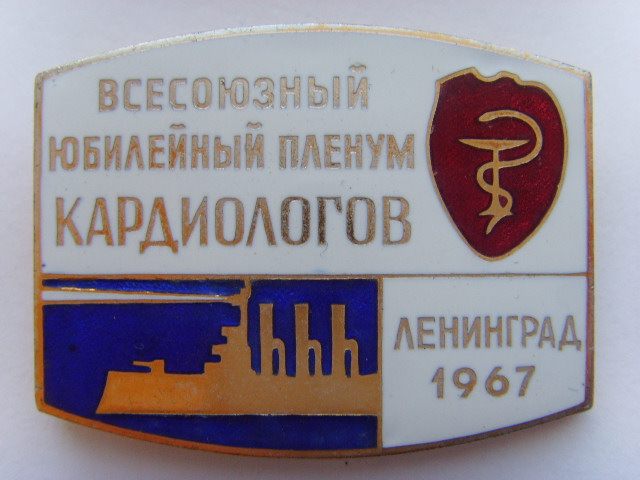 ВСЕСОЮЗНЫЙ
ЮБИЛЕЙНЫЙ ПЛЕНУМ
КАРДИОЛОГОВ
ЛЕНИНГРАД
1967